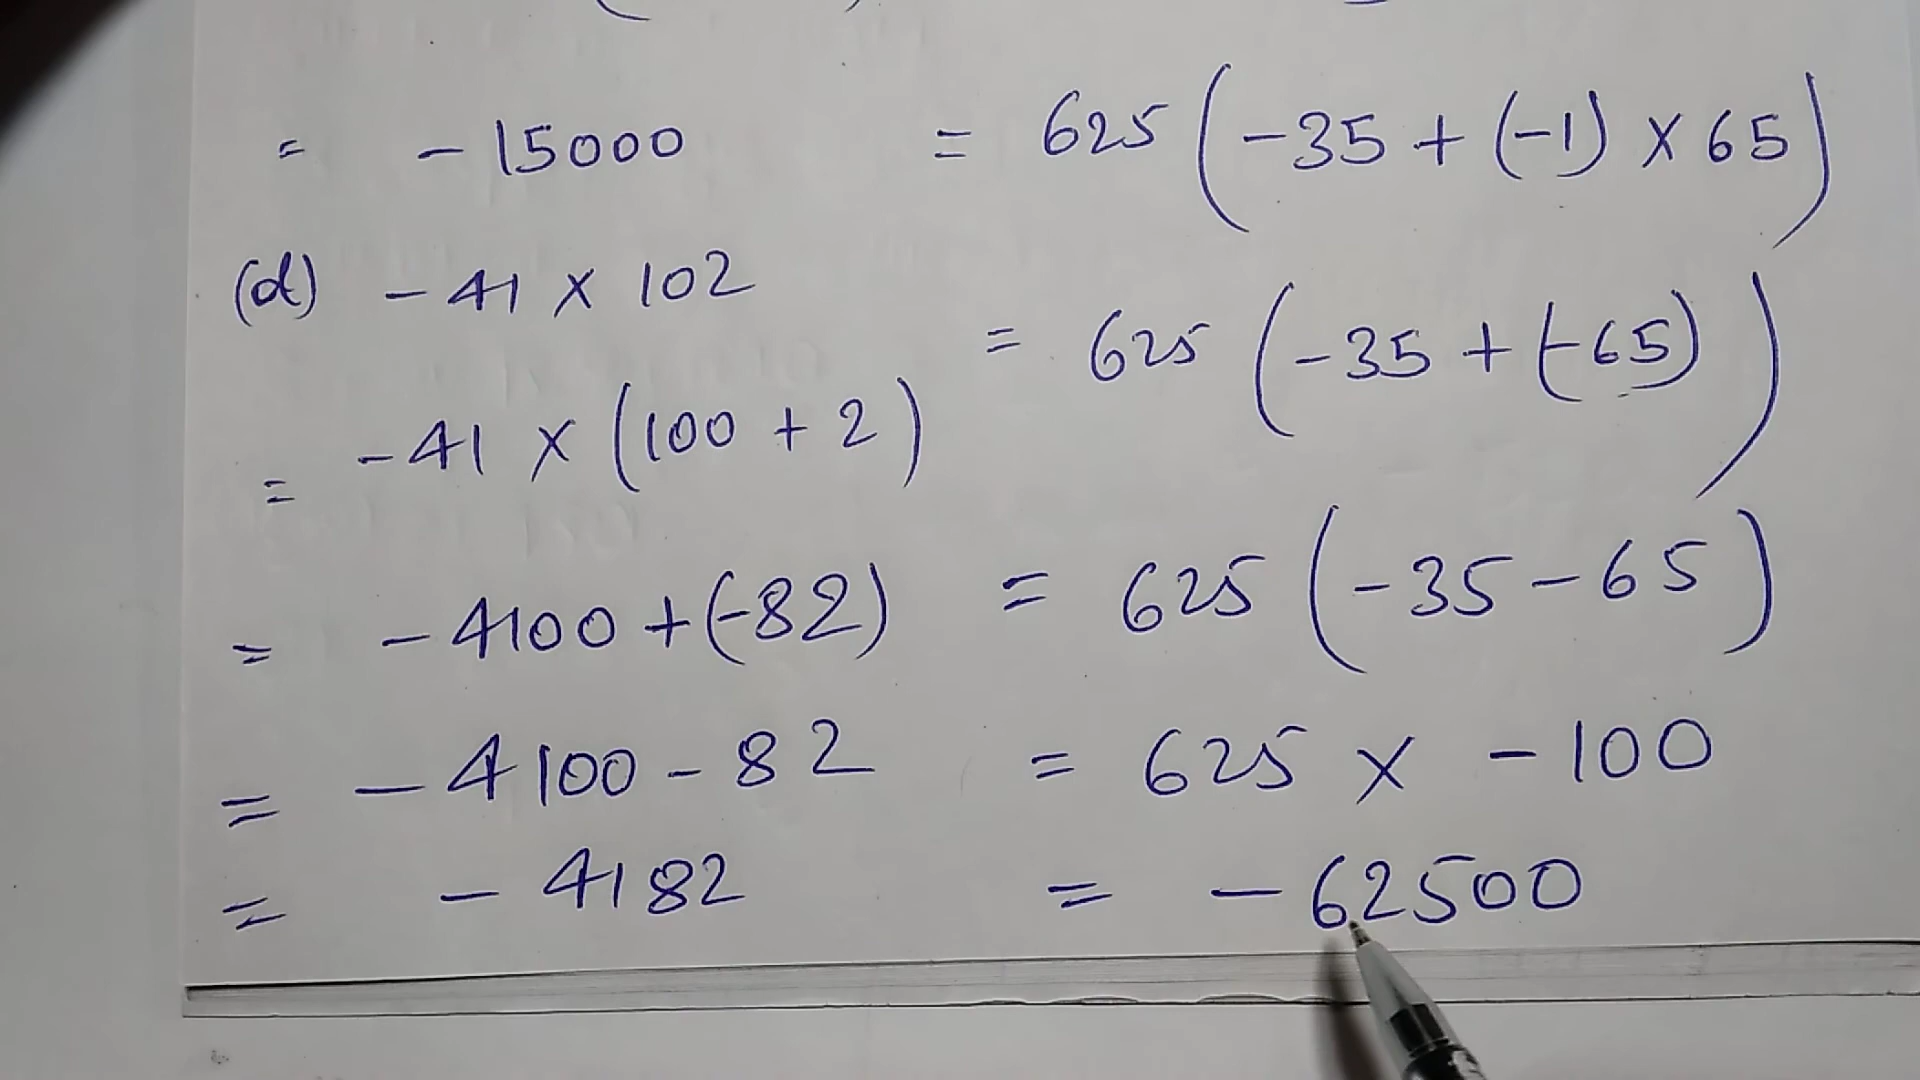 = - 15000
(d) - 41 × 102
= - 41 × (100 + 2)
= - 4100 + (-82)
= - 4100 - 82
= - 4182
= 625 ( - 35 + (-1) × 65 )
= 625 ( - 35 + (-65) )
= 625 ( - 35 - 65 )
= 625 × - 100
= - 62500